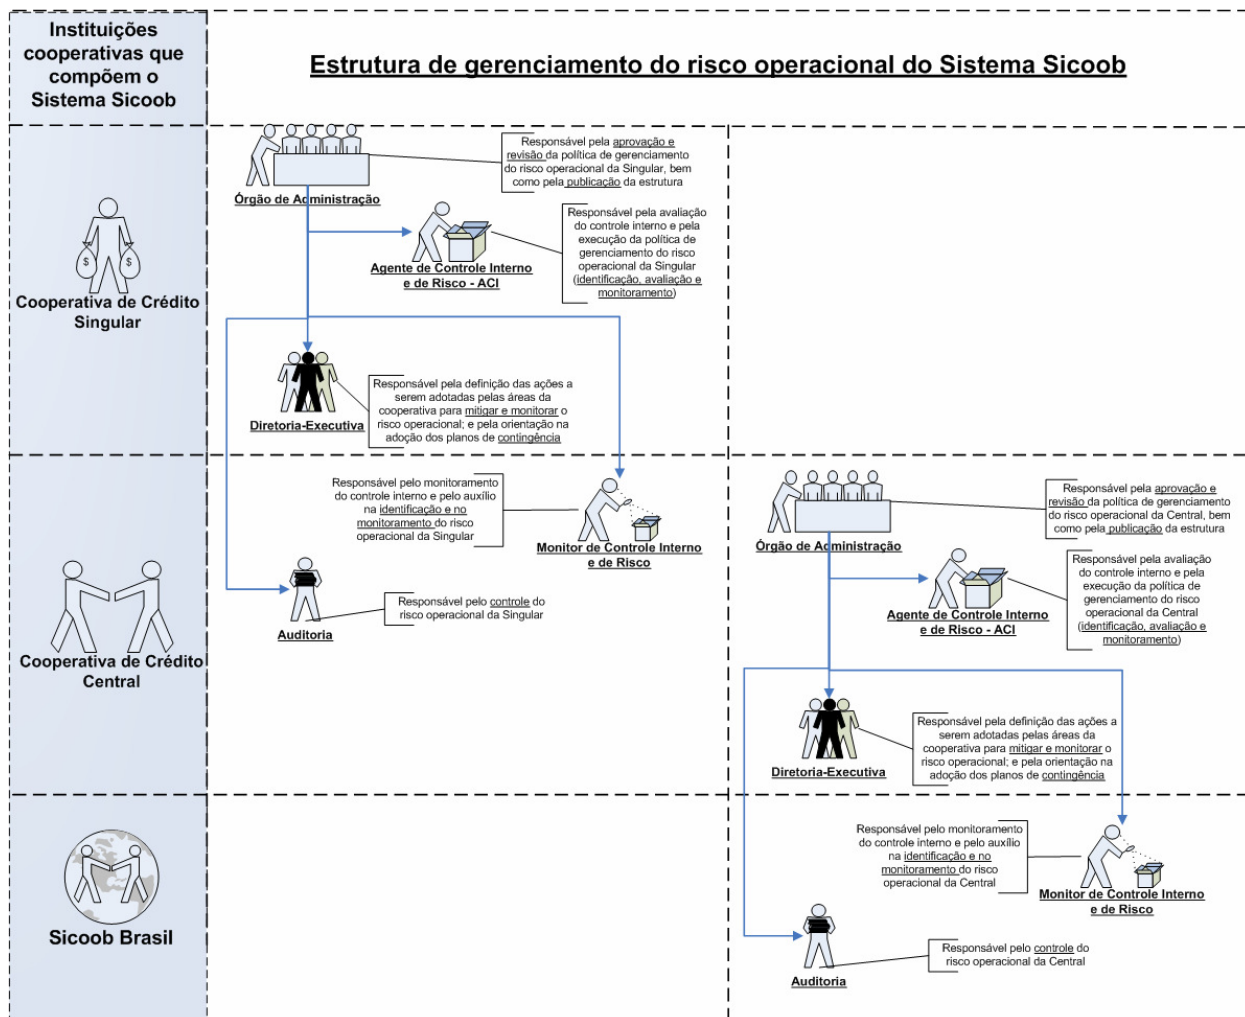 Instituições
cooperativas que
compõem o
Sistema Sicoob
Estrutura de gerenciamento do risco operacional do Sistema Sicoob
Responsável pela aprovação e
revisão da política de gerenciamento
do risco operacional da Singular, bem
como pela publicação da estrutura
Órgão de Administração
Responsável pela avaliação
do controle interno e pela
execução da política de
gerenciamento do risco
operacional da Singular
(identificação, avaliação e
monitoramento)
Agente de Controle Interno
e de Risco - ACI
$ $
Cooperativa de Crédito
Singular
Responsável pela definição das ações a
serem adotadas pelas áreas da
cooperativa para mitigar e monitorar o
risco operacional; e pela orientação na
adoção dos planos de contingência
Diretoria-Executiva
Responsável pelo monitoramento
do controle interno e pelo auxílio
na identificação e no
monitoramento do risco
operacional da Singular
Monitor de Controle Interno
e de Risco
Responsável pelo controle do
risco operacional da Singular
Auditoria
Cooperativa de Crédito
Central
Responsável pela aprovação e
revisão da política de gerenciamento
do risco operacional da Central, bem
como pela publicação da estrutura
Órgão de Administração
Responsável pela avaliação
do controle interno e pela
execução da política de
gerenciamento do risco
operacional da Central
(identificação, avaliação e
monitoramento)
Agente de Controle Interno
e de Risco - ACI
Responsável pela definição das ações a
serem adotadas pelas áreas da
cooperativa para mitigar e monitorar o
risco operacional; e pela orientação na
adoção dos planos de contingência
Diretoria-Executiva
Responsável pelo monitoramento
do controle interno e pelo auxílio
na identificação e no
monitoramento do risco
operacional da Central
Monitor de Controle Interno
e de Risco
Sicoob Brasil
Responsável pelo controle do
risco operacional da Central
Auditoria